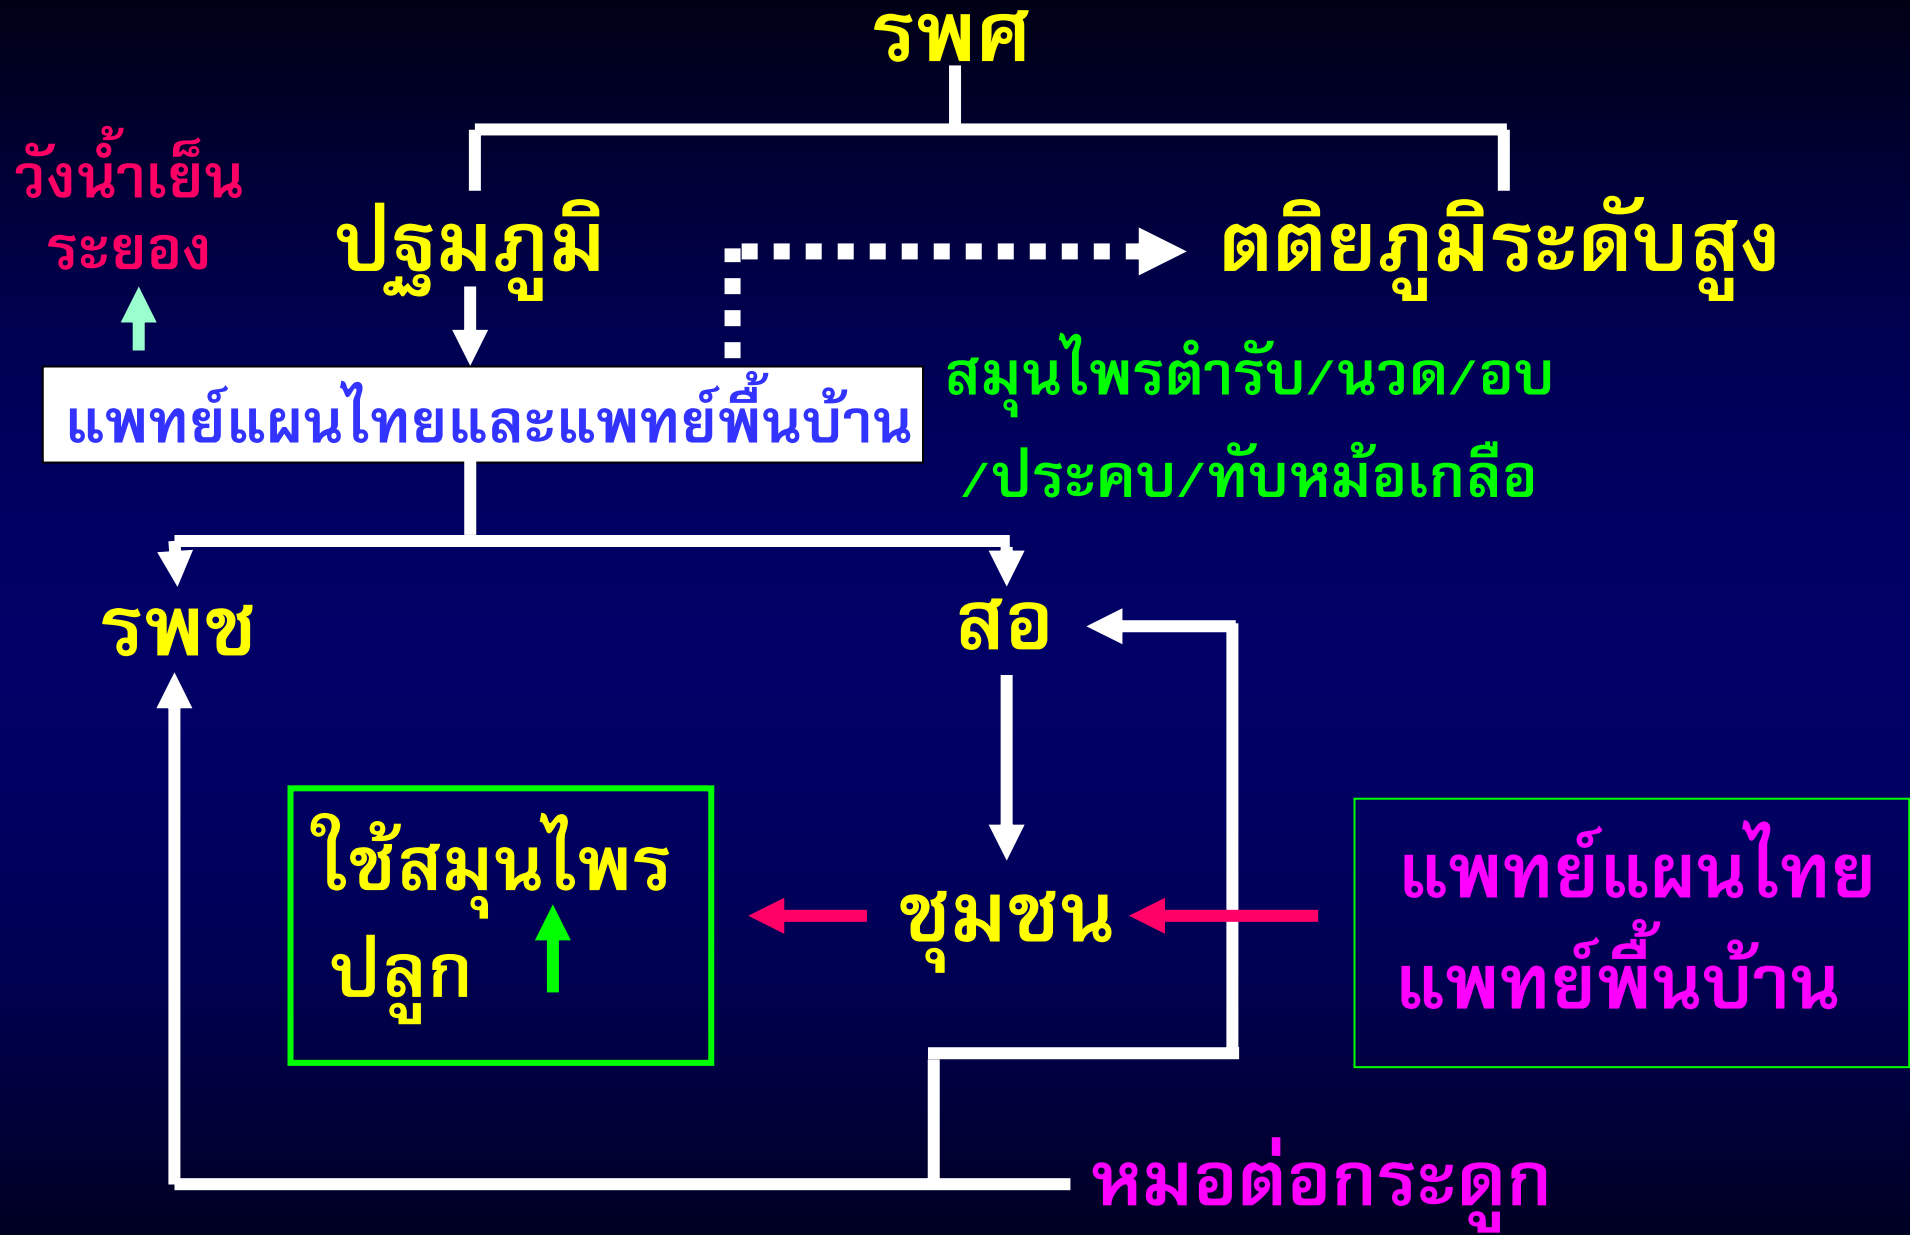 รพศ
วังน้ำเย็น
ระยอง
ปฐมภูมิ
ตติยภูมิระดับสูง
แพทย์แผนไทยและแพทย์พื้นบ้าน
สมุนไพรตำรับ/นวด/อบ
/ประคบ/ทับหม้อเกลือ
รพช
สอ
ใช้สมุนไพร
ปลูก
ชุมชน
แพทย์แผนไทย
แพทย์พื้นบ้าน
หมอต่อกระดูก